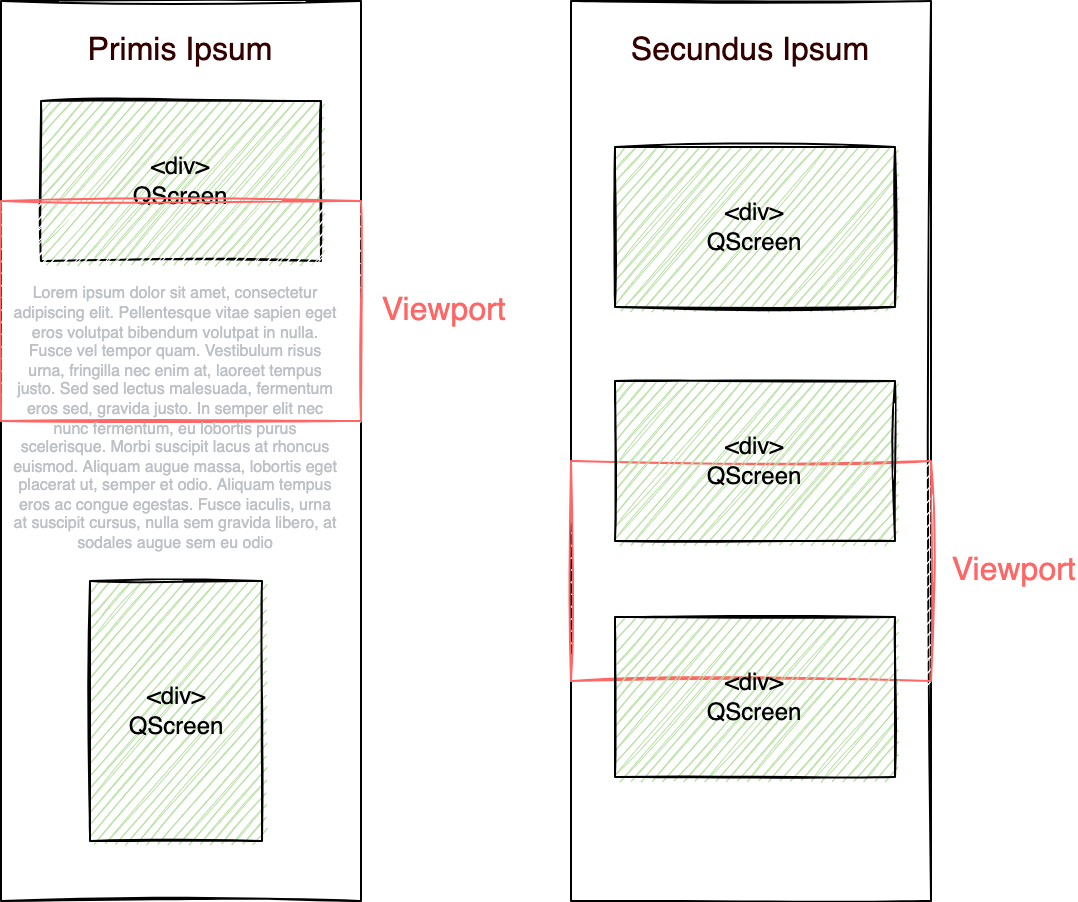 Primis Ipsum
<div>
QScreen
Lorem ipsum dolor sit amet, consectetur
adipiscing elit. Pellentesque vitae sapien eget
eros volutpat bibendum volutpat in nulla.
Fusce vel tempor quam. Vestibulum risus
urna, fringilla nec enim at, laoreet tempus
justo. Sed sed lectus malesuada, fermentum
eros sed, gravida justo. In semper elit nec
nunc fermentum, eu lobortis purus
scelerisque. Morbi suscipit lacus at rhoncus
euismod. Aliquam augue massa, lobortis eget
placerat ut, semper et odio. Aliquam tempus
eros ac congue egestas. Fusce iaculis, urna
at suscipit cursus, nulla sem gravida libero, at
sodales augue sem eu odio
<div>
QScreen
Viewport
Secundus Ipsum
<div>
QScreen
<div>
QScreen
<div>
QScreen
Viewport